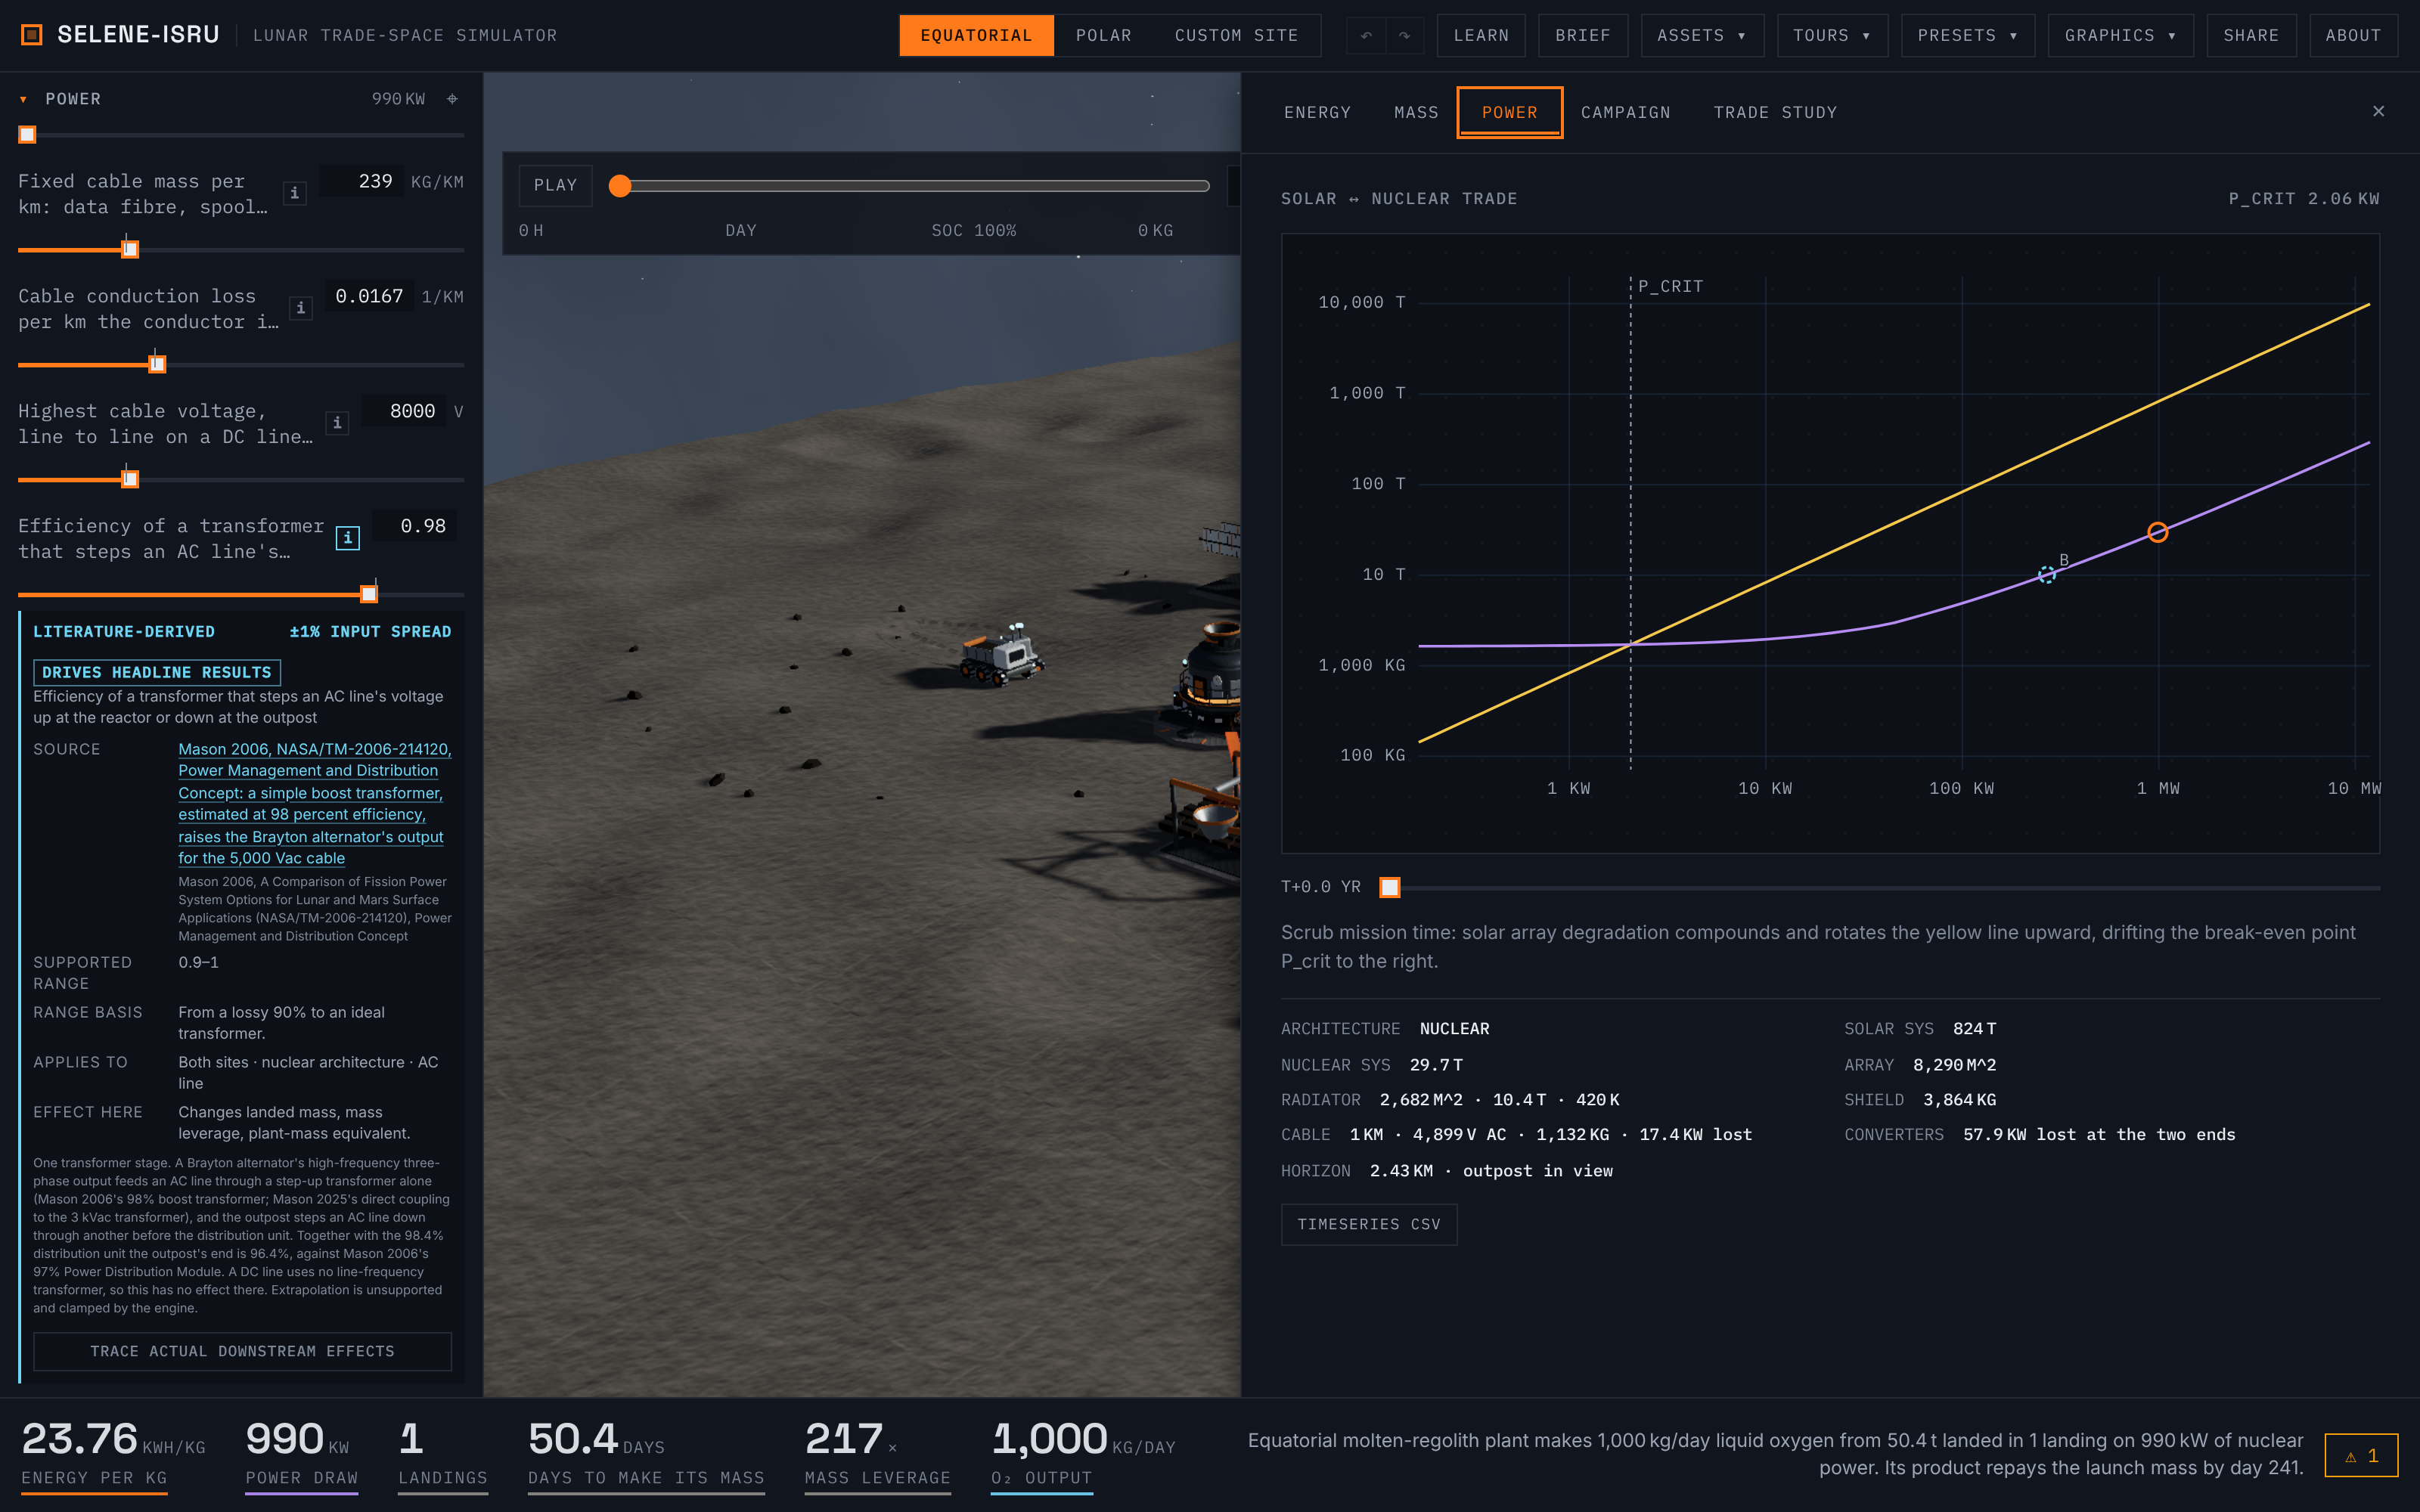 SELENE-ISRU
LUNAR TRADE-SPACE SIMULATOR
EQUATORIAL
POLAR
CUSTOM SITE
↶
↷
LEARN
BRIEF
ASSETS ▾
TOURS ▾
PRESETS ▾
GRAPHICS ▾
SHARE
ABOUT
▾ POWER
990 KW
Fixed cable mass per
km: data fibre, spool…
i
239 KG/KM
Cable conduction loss
per km the conductor i…
i
0.0167 1/KM
Highest cable voltage,
line to line on a DC line…
i
8000 V
Efficiency of a transformer
that steps an AC line's…
i
0.98
LITERATURE-DERIVED
±1% INPUT SPREAD
DRIVES HEADLINE RESULTS
Efficiency of a transformer that steps an AC line's voltage
up at the reactor or down at the outpost
SOURCE
Mason 2006, NASA/TM-2006-214120,
Power Management and Distribution
Concept: a simple boost transformer,
estimated at 98 percent efficiency,
raises the Brayton alternator's output
for the 5,000 Vac cable
Mason 2006, A Comparison of Fission Power
System Options for Lunar and Mars Surface
Applications (NASA/TM-2006-214120), Power
Management and Distribution Concept
SUPPORTED
RANGE
0.9–1
RANGE BASIS
From a lossy 90% to an ideal
transformer.
APPLIES TO
Both sites · nuclear architecture · AC
line
EFFECT HERE
Changes landed mass, mass
leverage, plant-mass equivalent.
One transformer stage. A Brayton alternator's high-frequency three-
phase output feeds an AC line through a step-up transformer alone
(Mason 2006's 98% boost transformer; Mason 2025's direct coupling
to the 3 kVac transformer), and the outpost steps an AC line down
through another before the distribution unit. Together with the 98.4%
distribution unit the outpost's end is 96.4%, against Mason 2006's
97% Power Distribution Module. A DC line uses no line-frequency
transformer, so this has no effect there. Extrapolation is unsupported
and clamped by the engine.
TRACE ACTUAL DOWNSTREAM EFFECTS
PLAY
0 H
DAY
SOC 100%
0 KG
ENERGY
MASS
POWER
CAMPAIGN
TRADE STUDY
×
SOLAR ↔ NUCLEAR TRADE
P_CRIT 2.06 KW
P_CRIT
10,000 T
1,000 T
100 T
10 T
1,000 KG
100 KG
B
1 KW
10 KW
100 KW
1 MW
10 MW
T+0.0 YR
Scrub mission time: solar array degradation compounds and rotates the yellow line upward, drifting the break-even point
P_crit to the right.
ARCHITECTURE NUCLEAR
SOLAR SYS 824 T
NUCLEAR SYS 29.7 T
ARRAY 8,290 M^2
RADIATOR 2,682 M^2 · 10.4 T · 420 K
SHIELD 3,864 KG
CABLE 1 KM · 4,899 V AC · 1,132 KG · 17.4 KW lost
CONVERTERS 57.9 KW lost at the two ends
HORIZON 2.43 KM · outpost in view
TIMESERIES CSV
23.76 KWH/KG
ENERGY PER KG
990 KW
POWER DRAW
1
LANDINGS
50.4 DAYS
DAYS TO MAKE ITS MASS
217 ×
MASS LEVERAGE
1,000 KG/DAY
O₂ OUTPUT
Equatorial molten-regolith plant makes 1,000 kg/day liquid oxygen from 50.4 t landed in 1 landing on 990 kW of nuclear
power. Its product repays the launch mass by day 241.
⚠ 1